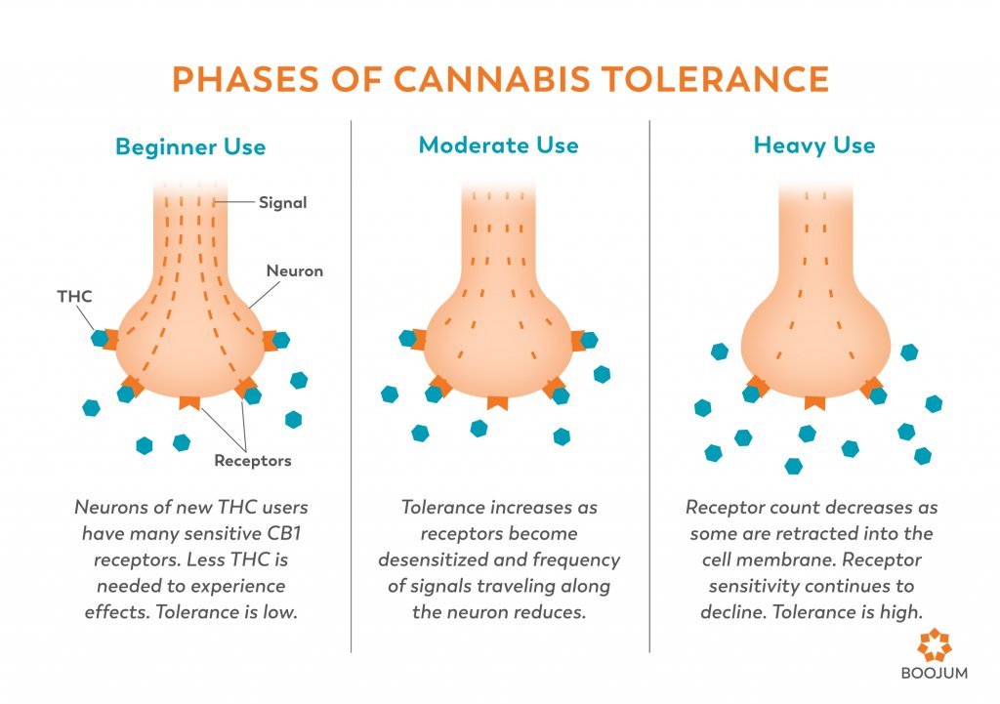 PHASES OF CANNABIS TOLERANCE
Beginner Use
Signal
Neuron
THC
Receptors
Neurons of new THC users
have many sensitive CB1
receptors. Less THC is
needed to experience
effects. Tolerance is low.
Moderate Use
Tolerance increases as
receptors become
desensitized and frequency
of signals traveling along
the neuron reduces.
Heavy Use
Receptor count decreases as
some are retracted into the
cell membrane. Receptor
sensitivity continues to
decline. Tolerance is high.
BOOJUM